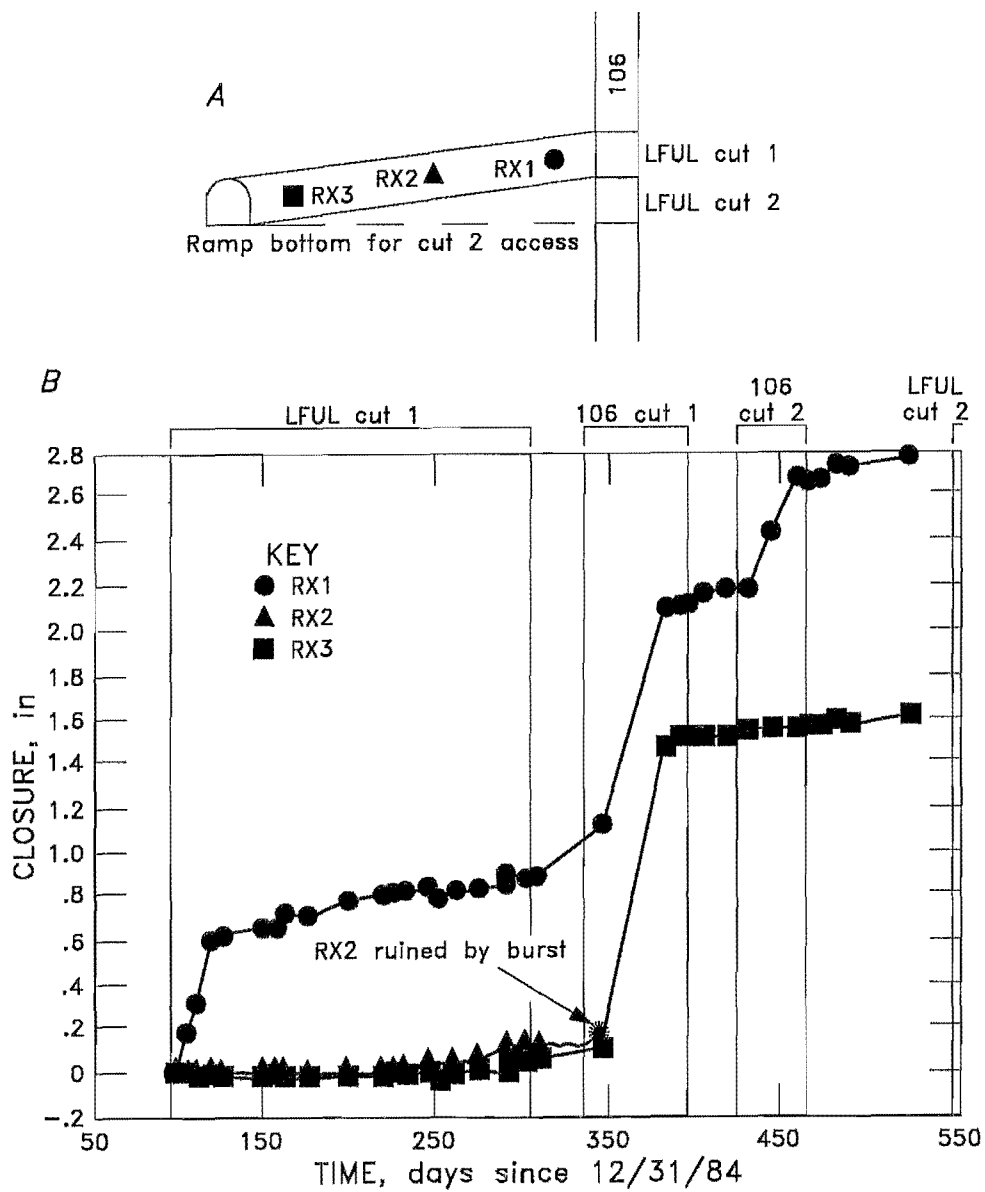 A
106
LFUL cut 1
RX1
RX2
RX3
LFUL cut 2
Ramp bottom for cut 2 access
B
LFUL cut 1
106 cut 1
106
cut 2
LFUL
cut 2
2.8
2.6
2.4
2.2
2.0
1.8
1.6
1.4
1.2
1.0
.8
.6
.4
.2
0
-.2
CLOSURE, in
KEY
RX1
RX2
RX3
RX2 ruined by burst
50 150 250 350 450 550
TIME, days since 12/31/84